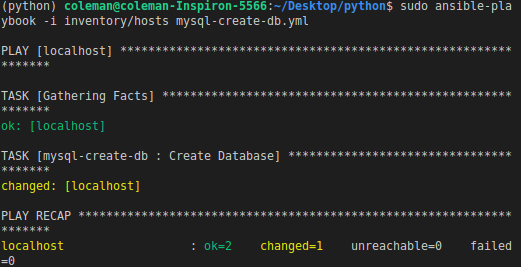 (python) coleman@coleman-Inspiron-5566:~/Desktop/python$ sudo ansible-pla
ybook -i inventory/hosts mysql-create-db.yml
PLAY [localhost] ********************************************************
*******
TASK [Gathering Facts] **************************************************
*******
ok: [localhost]
TASK [mysql-create-db : Create Database] ********************************
*******
changed: [localhost]
PLAY RECAP **************************************************************
*******
localhost                  : ok=2    changed=1    unreachable=0    failed
=0